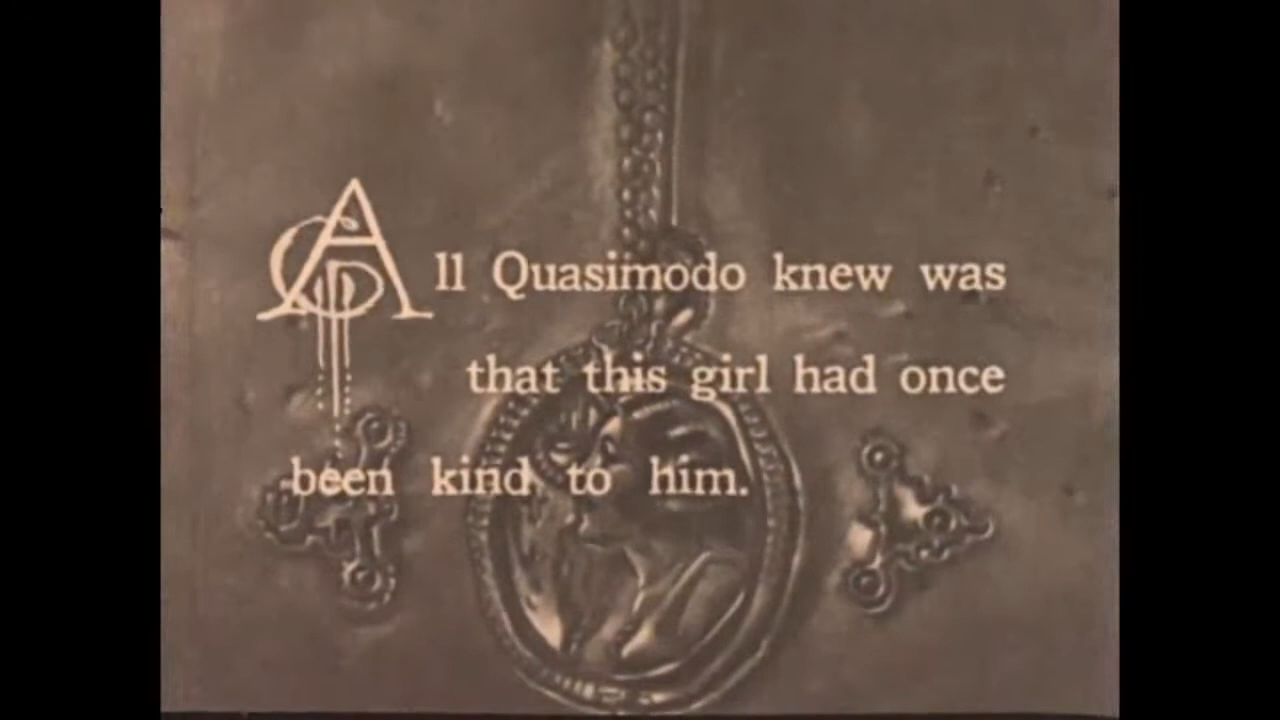 All Quasimodo knew was
that this girl had once
been kind to him.